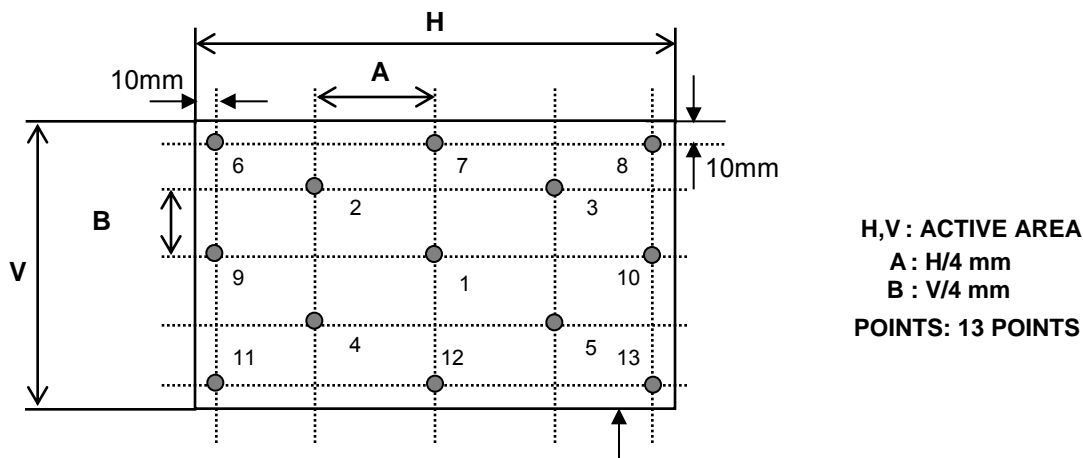 H
A
10mm
6
7
8
10mm
2
3
B
H,V : ACTIVE AREA
V
9
1
10
A : H/4 mm
B : V/4 mm
POINTS: 13 POINTS
4
5
11
12
13